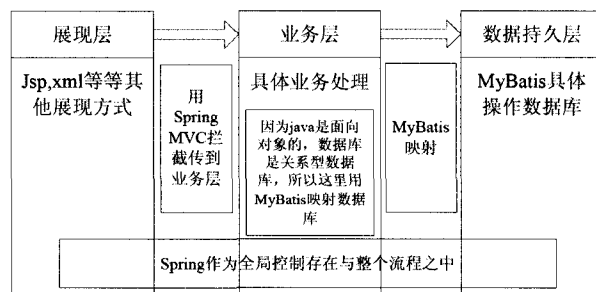 展现层
业务层
数据持久层
Jsp,xml等等其
他展现方式
用
Spring
MVC拦
截传到
业务层
具体业务处理
因为java是面向
对象的，数据库
是关系型数据
库，所以这里用
MyBatis映射数据
库
MyBatis
映射
MyBatis具体
操作数据库
Spring作为全局控制存在与整个流程之中